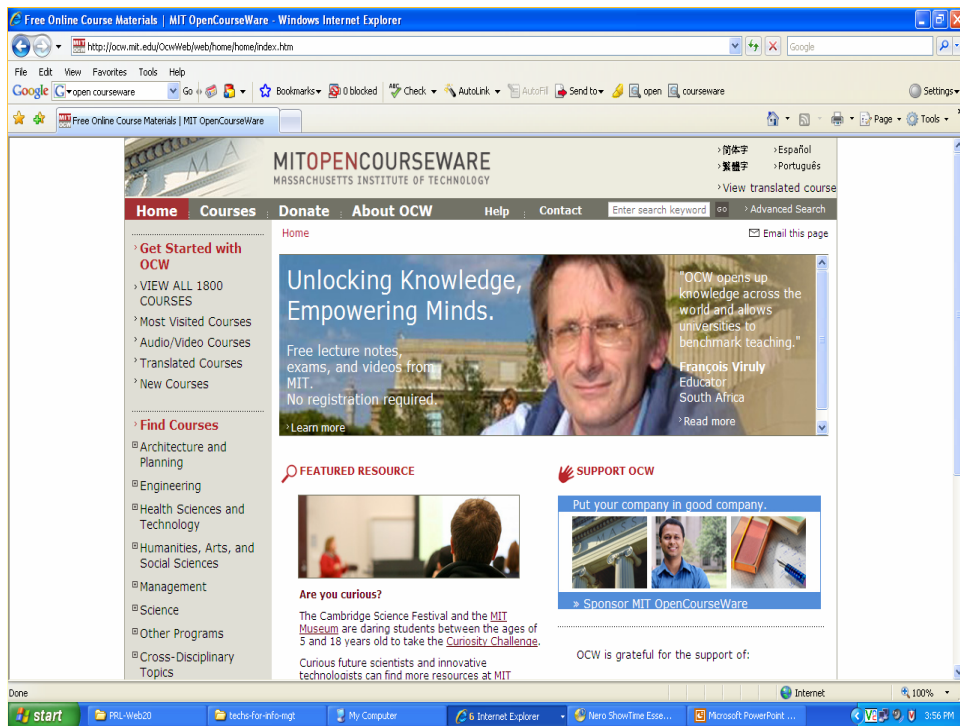 Free Online Course Materials | MIT OpenCourseWare - Windows Internet Explorer
http://ocw.mit.edu/OcwWeb/web/home/home/index.htm
Google
File Edit View Favorites Tools Help
Google G open courseware Go Bookmarks 0 blocked ABC Check AutoLink AutoFill Send to open courseware Settings
Free Online Course Materials | MIT OpenCourseWare
Page Tools
MITOPENCOURSEWARE
MASSACHUSETTS INSTITUTE OF TECHNOLOGY
简体字 Español
繁體字 Português
View translated course
Home Courses Donate About OCW Help Contact Enter search keyword GO Advanced Search
Home
Email this page
Get Started with
OCW
VIEW ALL 1800
COURSES
Most Visited Courses
Audio/Video Courses
Translated Courses
New Courses
Find Courses
Architecture and
Planning
Engineering
Health Sciences and
Technology
Humanities, Arts, and
Social Sciences
Management
Science
Other Programs
Cross-Disciplinary
Topics
Unlocking Knowledge,
Empowering Minds.
Free lecture notes,
exams, and videos from
MIT.
No registration required.
Learn more
"OCW opens up
knowledge across the
world and allows
universities to
benchmark teaching."
François Viruly
Educator
South Africa
Read more
FEATURED RESOURCE
Are you curious?
The Cambridge Science Festival and the MIT
Museum are daring students between the ages of
5 and 18 years old to take the Curiosity Challenge.
Curious future scientists and innovative
technologists can find more resources at MIT
SUPPORT OCW
Put your company in good company.
» Sponsor MIT OpenCourseWare
OCW is grateful for the support of:
Done
Internet
100%
start PRL-Web20 techs-for-info-mgt My Computer 6 Internet Explorer Nero ShowTime Esse... Microsoft PowerPoint ... 3:56 PM